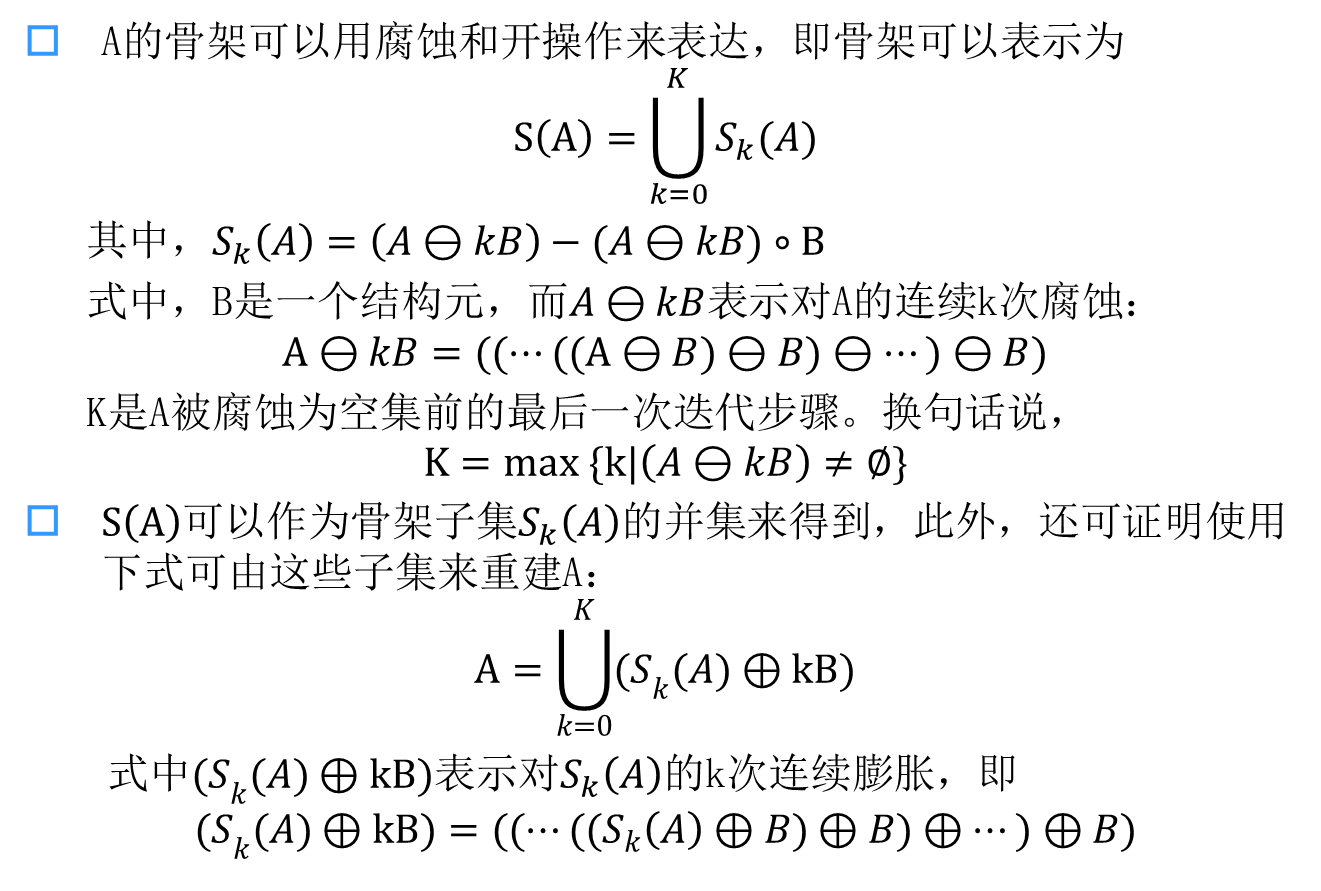 A的骨架可以用腐蚀和开操作来表达，即骨架可以表示为
S(A) = ⋃_{k=0}^{K} S_k(A)
其中，S_k(A) = (A ⊖ kB) − (A ⊖ kB) ∘ B
式中，B是一个结构元，而A ⊖ kB表示对A的连续k次腐蚀：
A ⊖ kB = ((⋯((A ⊖ B) ⊖ B) ⊖ ⋯) ⊖ B)
K是A被腐蚀为空集前的最后一次迭代步骤。换句话说，
K = max {k|(A ⊖ kB) ≠ ∅}
S(A)可以作为骨架子集S_k(A)的并集来得到，此外，还可证明使用
下式可由这些子集来重建A：
A = ⋃_{k=0}^{K} (S_k(A) ⊕ kB)
式中(S_k(A) ⊕ kB)表示对S_k(A)的k次连续膨胀，即
(S_k(A) ⊕ kB) = ((⋯((S_k(A) ⊕ B) ⊕ B) ⊕ ⋯) ⊕ B)